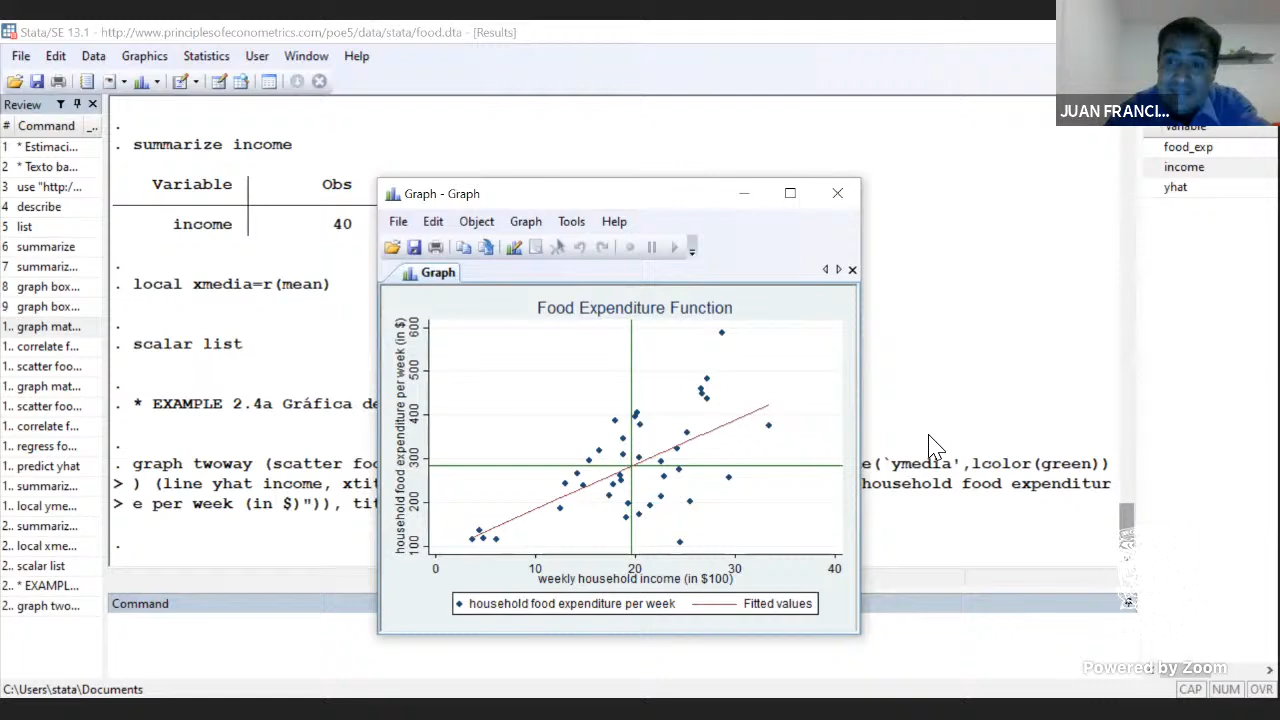 Stata/SE 13.1 - http://www.principlesofeconometrics.com/poe5/data/stata/food.dta - [Results]
File Edit Data Graphics Statistics User Window Help
JUAN FRANCI...
Review
# Command
1 * Estimaci...
2 * Texto ba...
3 use "http:/...
4 describe
5 list
6 summarize
7 summariz...
8 graph box...
9 graph box...
1.. graph mat...
1.. correlate f...
1.. scatter foo...
1.. graph mat...
1.. scatter foo...
1.. correlate f...
1.. regress fo...
1.. predict yhat
1.. summarize
1.. local yme...
2.. summariz...
2.. local xme...
2.. scalar list
2.. * EXAMPL...
2.. graph two...
.
. summarize income
Variable Obs
income 40
.
. local xmedia=r(mean)
.
. scalar list
.
. * EXAMPLE 2.4a Gráfica de
.
. graph twoway (scatter foo
e(`ymedia',lcolor(green))
> ) (line yhat income, xtit
household food expenditur
> e per week (in $)")), tit
.
Graph - Graph
File Edit Object Graph Tools Help
Graph
Food Expenditure Function
household food expenditure per week (in $)
600
500
400
300
200
100
0 10 20 30 40
weekly household income (in $100)
household food expenditure per week Fitted values
Variable
food_exp
income
yhat
Command
Powered by Zoom
C:\Users\stata\Documents
CAP NUM OVR